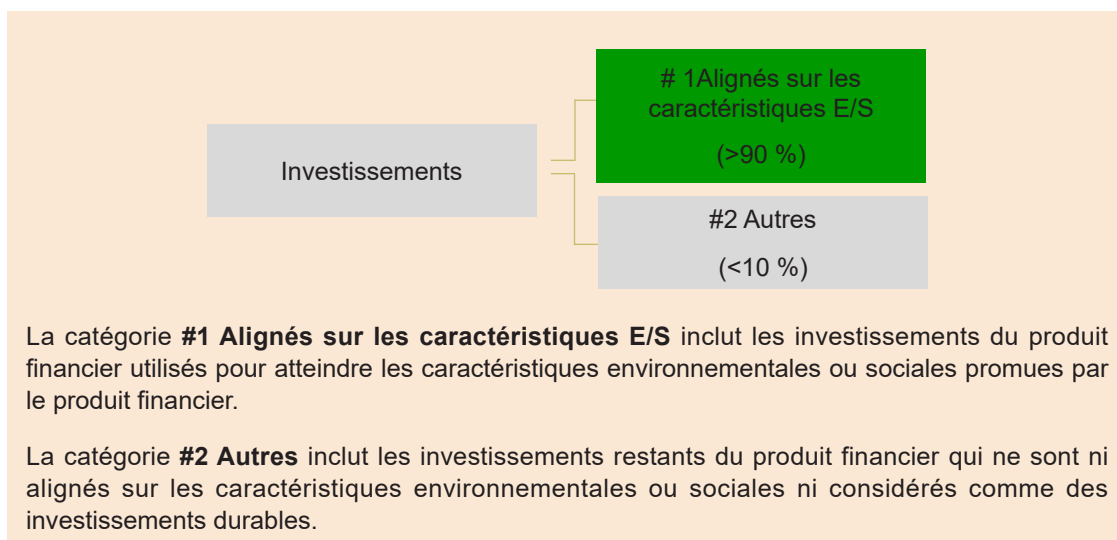 # 1Alignés sur les
caractéristiques E/S
(>90 %)
Investissements
#2 Autres
(<10 %)
La catégorie #1 Alignés sur les caractéristiques E/S inclut les investissements du produit
financier utilisés pour atteindre les caractéristiques environnementales ou sociales promues par
le produit financier.
La catégorie #2 Autres inclut les investissements restants du produit financier qui ne sont ni
alignés sur les caractéristiques environnementales ou sociales ni considérés comme des
investissements durables.